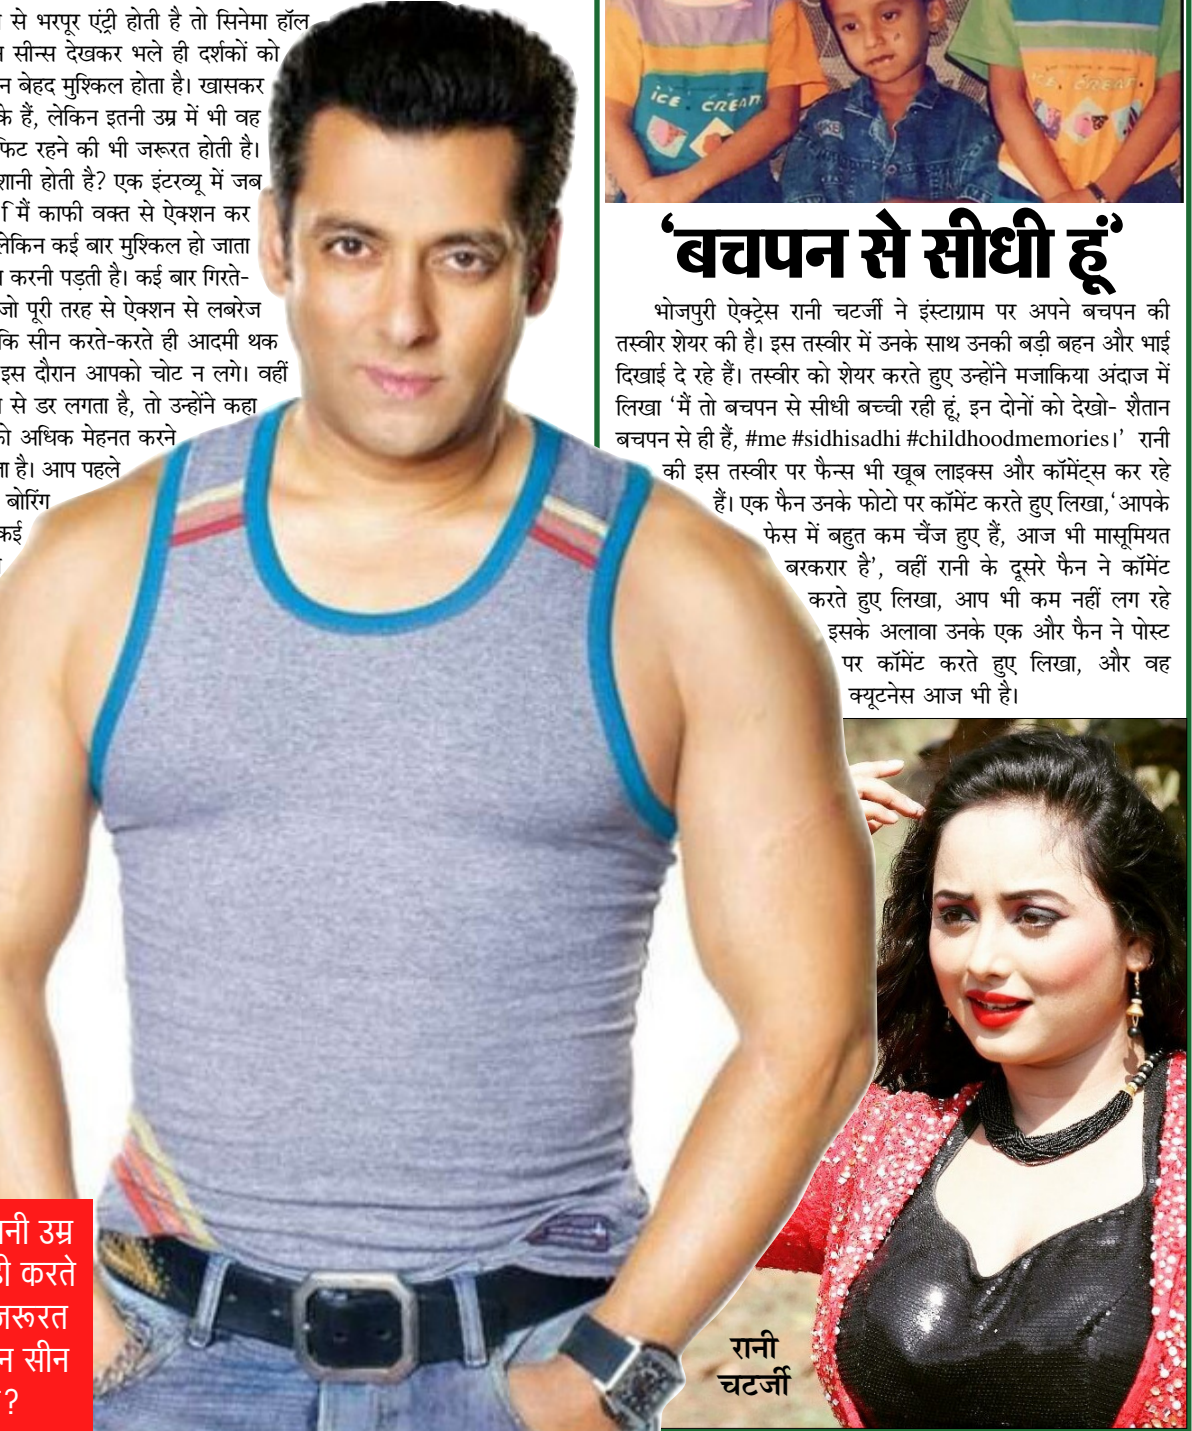 से भरपूर एंट्री होती है तो सिनेमा हॉल
सीन्स देखकर भले ही दर्शकों को
न बेहद मुश्किल होता है। खासकर
के हैं, लेकिन इतनी उम्र में भी वह
फिट रहने की भी जरूरत होती है।
शानी होती है? एक इंटरव्यू में जब
मैं काफी वक्त से ऐक्शन कर
लेकिन कई बार मुश्किल हो जाता
करनी पड़ती है। कई बार गिरते-
जो पूरी तरह से ऐक्शन से लबरेज
कि सीन करते-करते ही आदमी थक
इस दौरान आपको चोट न लगे। वहीं
से डर लगता है, तो उन्होंने कहा
को अधिक मेहनत करने
ता है। आप पहले
बोरिंग
कई
नी उम्र
ही करते
जरूरत
न सीन
?
ICE CREAM
ICE CREAM
‘बचपन से सीधी हूं’
भोजपुरी ऐक्ट्रेस रानी चटर्जी ने इंस्टाग्राम पर अपने बचपन की
तस्वीर शेयर की है। इस तस्वीर में उनके साथ उनकी बड़ी बहन और भाई
दिखाई दे रहे हैं। तस्वीर को शेयर करते हुए उन्होंने मजाकिया अंदाज में
लिखा ‘मैं तो बचपन से सीधी बच्ची रही हूं, इन दोनों को देखो- शैतान
बचपन से ही हैं, #me #sidhisadhi #childhoodmemories।’ रानी
की इस तस्वीर पर फैन्स भी खूब लाइक्स और कॉमेंट्स कर रहे
हैं। एक फैन उनके फोटो पर कॉमेंट करते हुए लिखा,‘आपके
फेस में बहुत कम चैंज हुए हैं, आज भी मासूमियत
बरकरार है’, वहीं रानी के दूसरे फैन ने कॉमेंट
करते हुए लिखा, आप भी कम नहीं लग रहे
इसके अलावा उनके एक और फैन ने पोस्ट
पर कॉमेंट करते हुए लिखा, और वह
क्यूटनेस आज भी है।
रानी
चटर्जी